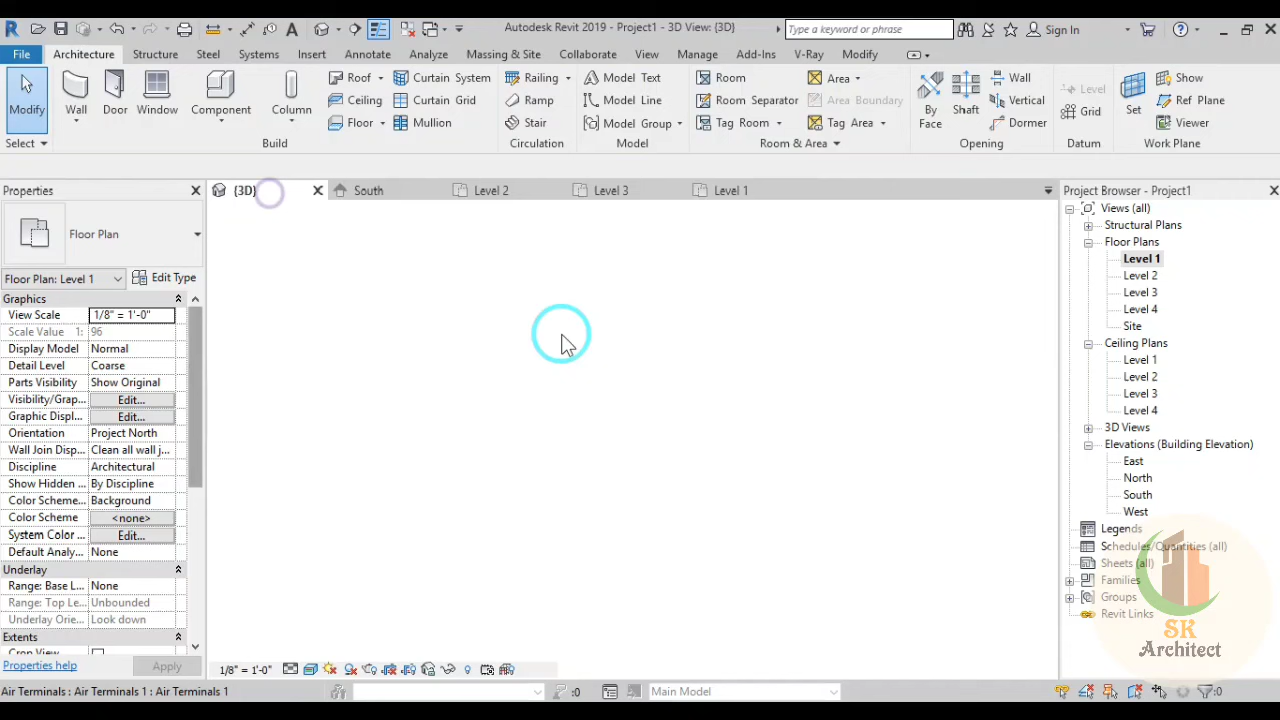 Autodesk Revit 2019 - Project1 - 3D View: {3D}
Type a keyword or phrase
Sign In
File Architecture Structure Steel Systems Insert Annotate Analyze Massing & Site Collaborate View Manage Add-Ins V-Ray Modify
Modify
Wall
Door
Window
Component
Column
Roof
Ceiling
Floor
Curtain System
Curtain Grid
Mullion
Railing
Ramp
Stair
Model Text
Model Line
Model Group
Room
Room Separator
Tag Room
Area
Area Boundary
Tag Area
By
Face
Shaft
Wall
Vertical
Dormer
Level
Grid
Set
Show
Ref Plane
Viewer
Select Build Circulation Model Room & Area Opening Datum Work Plane
Properties
{3D} South Level 2 Level 3 Level 1
Project Browser - Project1
Floor Plan
Floor Plan: Level 1
Edit Type
Graphics
View Scale 1/8" = 1'-0"
Scale Value 1: 96
Display Model Normal
Detail Level Coarse
Parts Visibility Show Original
Visibility/Grap... Edit...
Graphic Displ... Edit...
Orientation Project North
Wall Join Disp... Clean all wall j...
Discipline Architectural
Show Hidden ... By Discipline
Color Scheme... Background
Color Scheme <none>
System Color ... Edit...
Default Analy... None
Underlay
Range: Base L... None
Range: Top Le... Unbounded
Underlay Orie... Look down
Extents
Crop View
Properties help
Apply
Views (all)
Structural Plans
Floor Plans
Level 1
Level 2
Level 3
Level 4
Site
Ceiling Plans
Level 1
Level 2
Level 3
Level 4
3D Views
Elevations (Building Elevation)
East
North
South
West
Legends
Schedules/Quantities (all)
Sheets (all)
Families
Groups
Revit Links
SK
Architect
1/8" = 1'-0"
Air Terminals : Air Terminals 1 : Air Terminals 1
:0
Main Model
:0